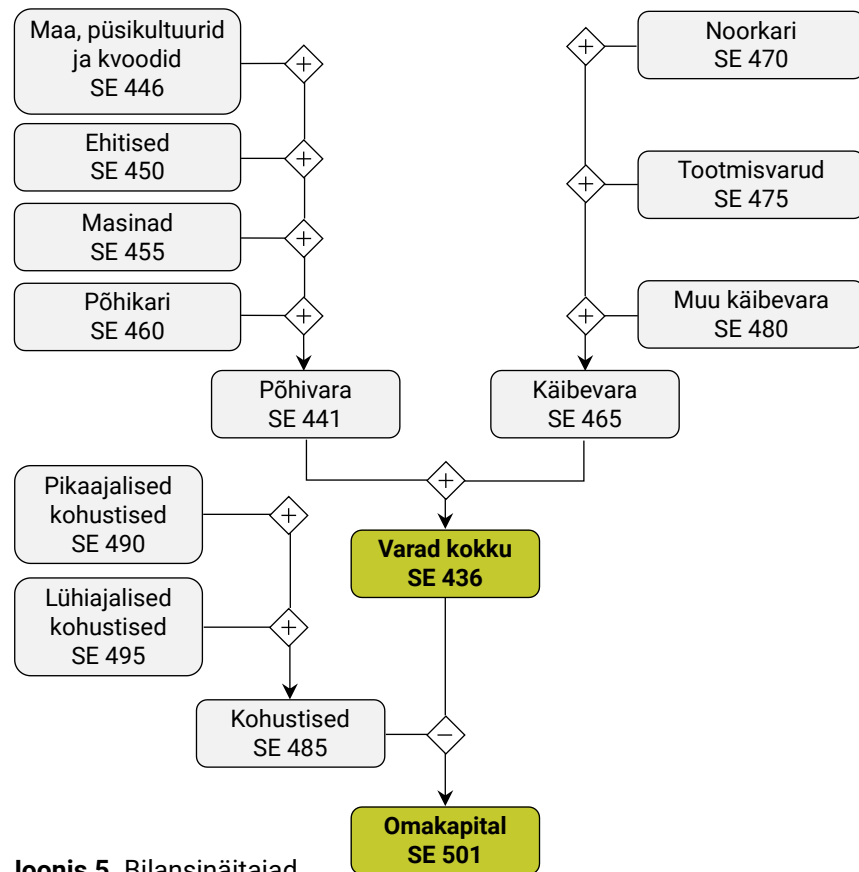 Maa, püsikultuurid
ja kvoodid
SE 446
Ehitised
SE 450
Masinad
SE 455
Põhikari
SE 460
Noorkari
SE 470
Tootmisvarud
SE 475
Muu käibevara
SE 480
Põhivara
SE 441
Käibevara
SE 465
Pikaajalised
kohustised
SE 490
Lühiajalised
kohustised
SE 495
Varad kokku
SE 436
Kohustised
SE 485
Omakapital
SE 501
Joonis 5. Bilansinäitajad